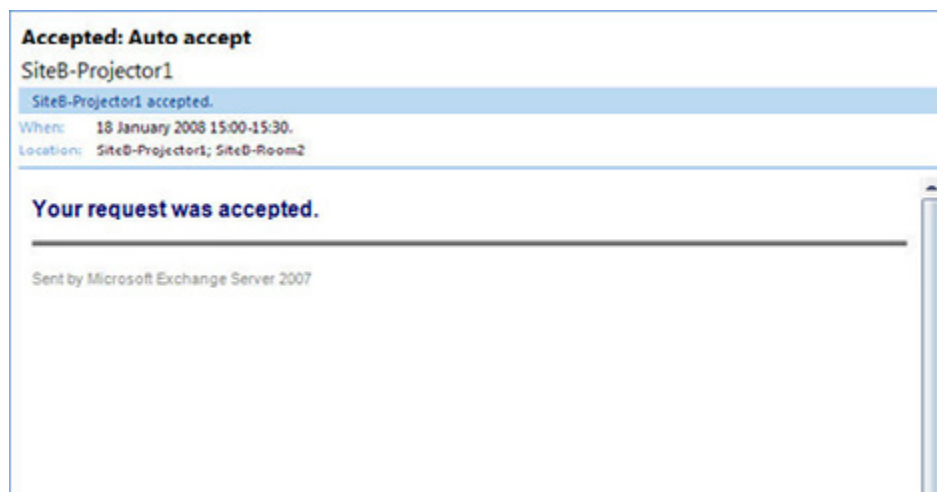 Accepted: Auto accept
SiteB-Projector1
SiteB-Projector1 accepted.
When: 18 January 2008 15:00-15:30.
Location: SiteB-Projector1; SiteB-Room2
Your request was accepted.
Sent by Microsoft Exchange Server 2007